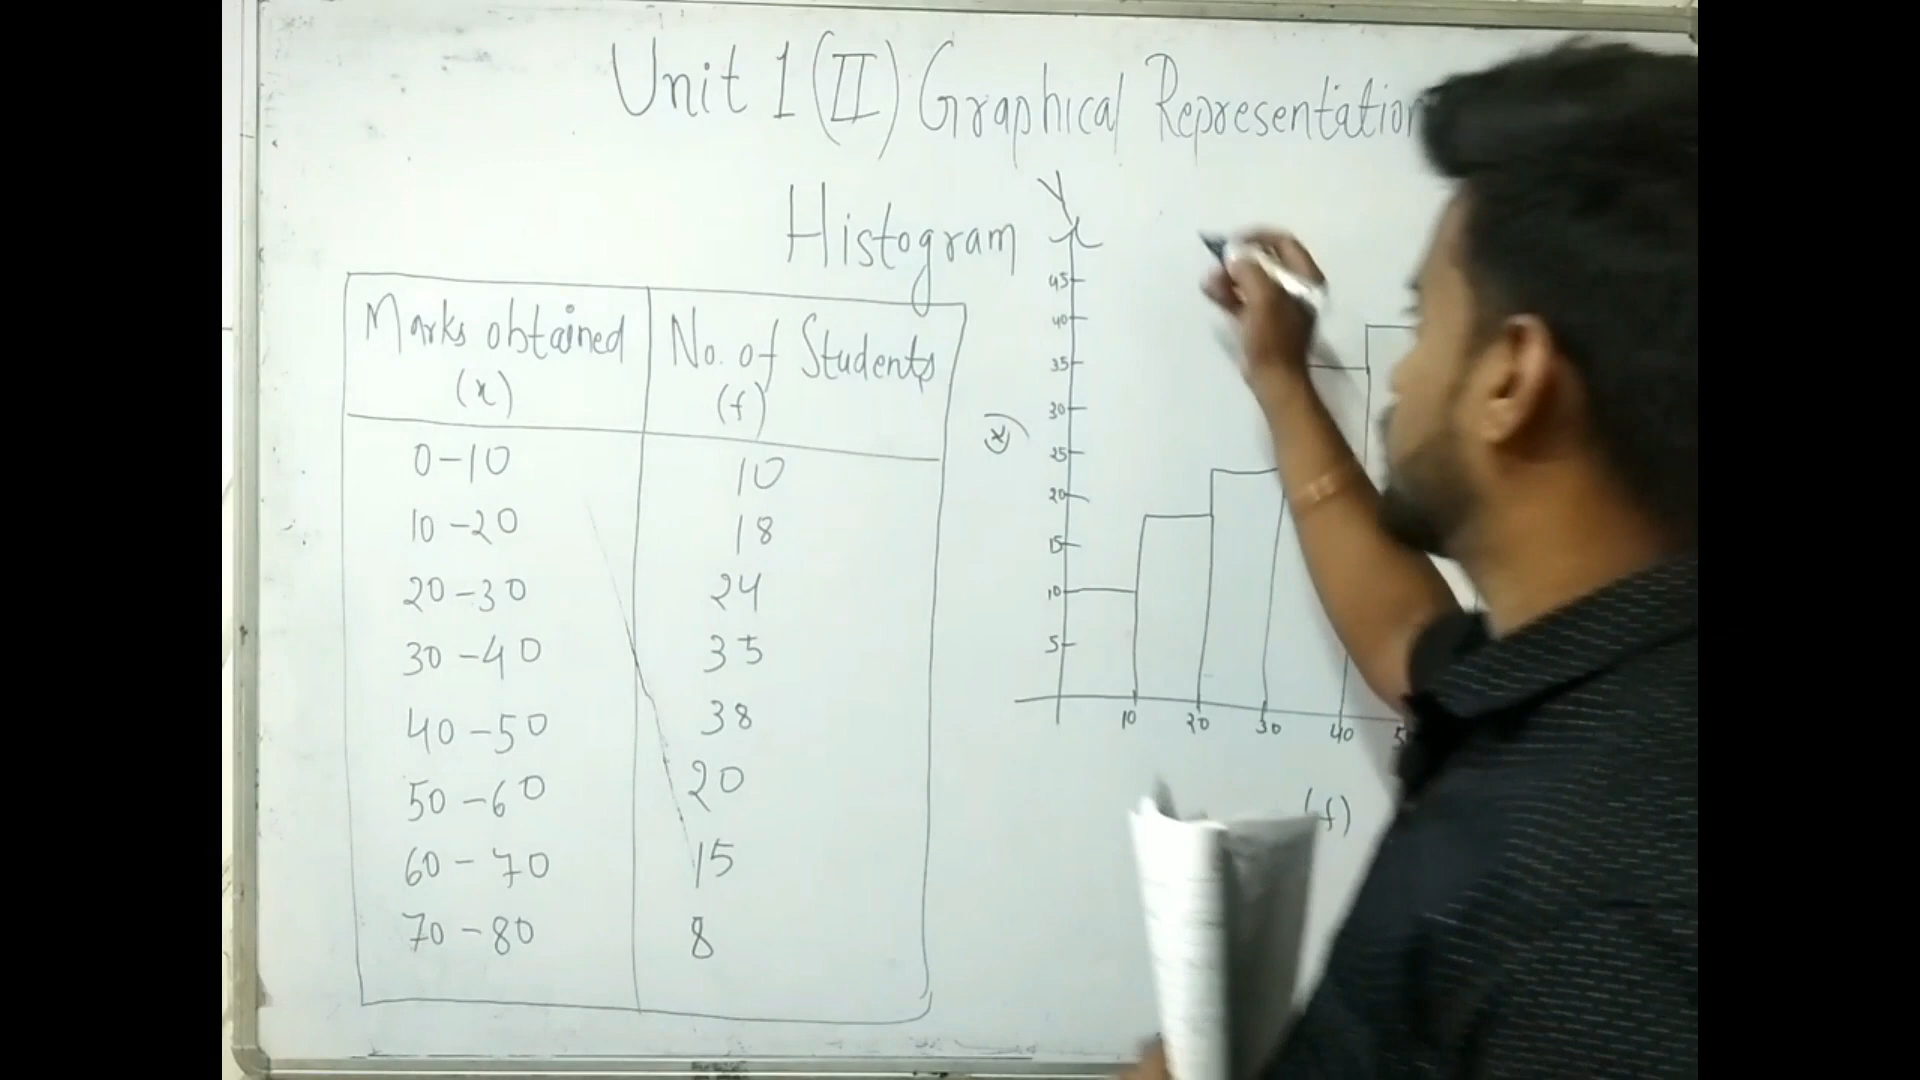 Unit 1 (II) Graphical Representation
Histogram
Marks obtained (x) No. of Students (f)
0-10 10
10-20 18
20-30 24
30-40 35
40-50 38
50-60 20
60-70 15
70-80 8
Y
45
40
35
30
(x)
25
20
15
10
5
10 20 30 40
(f)